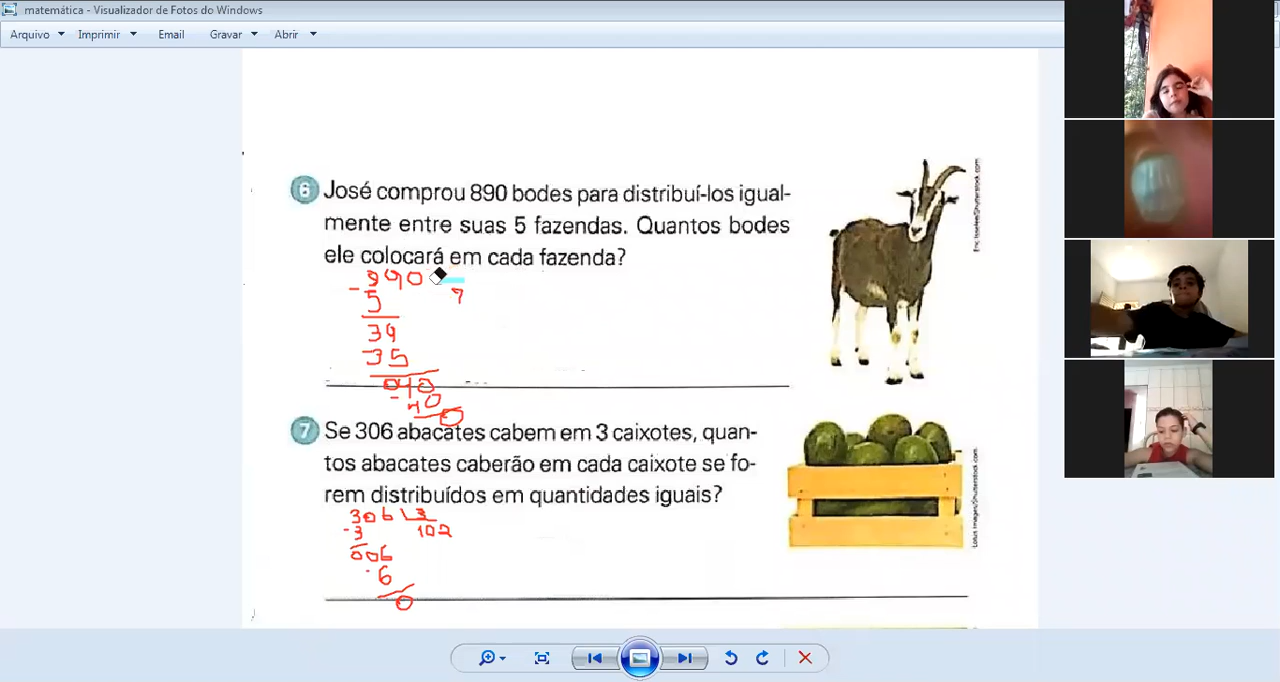 matemática - Visualizador de Fotos do Windows
Arquivo Imprimir Email Gravar Abrir
6 José comprou 890 bodes para distribuí-los igual-
mente entre suas 5 fazendas. Quantos bodes
ele colocará em cada fazenda?
890
- 5
7
39
-35
040
-40
0
7 Se 306 abacates cabem em 3 caixotes, quan-
tos abacates caberão em cada caixote se fo-
rem distribuídos em quantidades iguais?
306 3
-3 102
006
-6
0